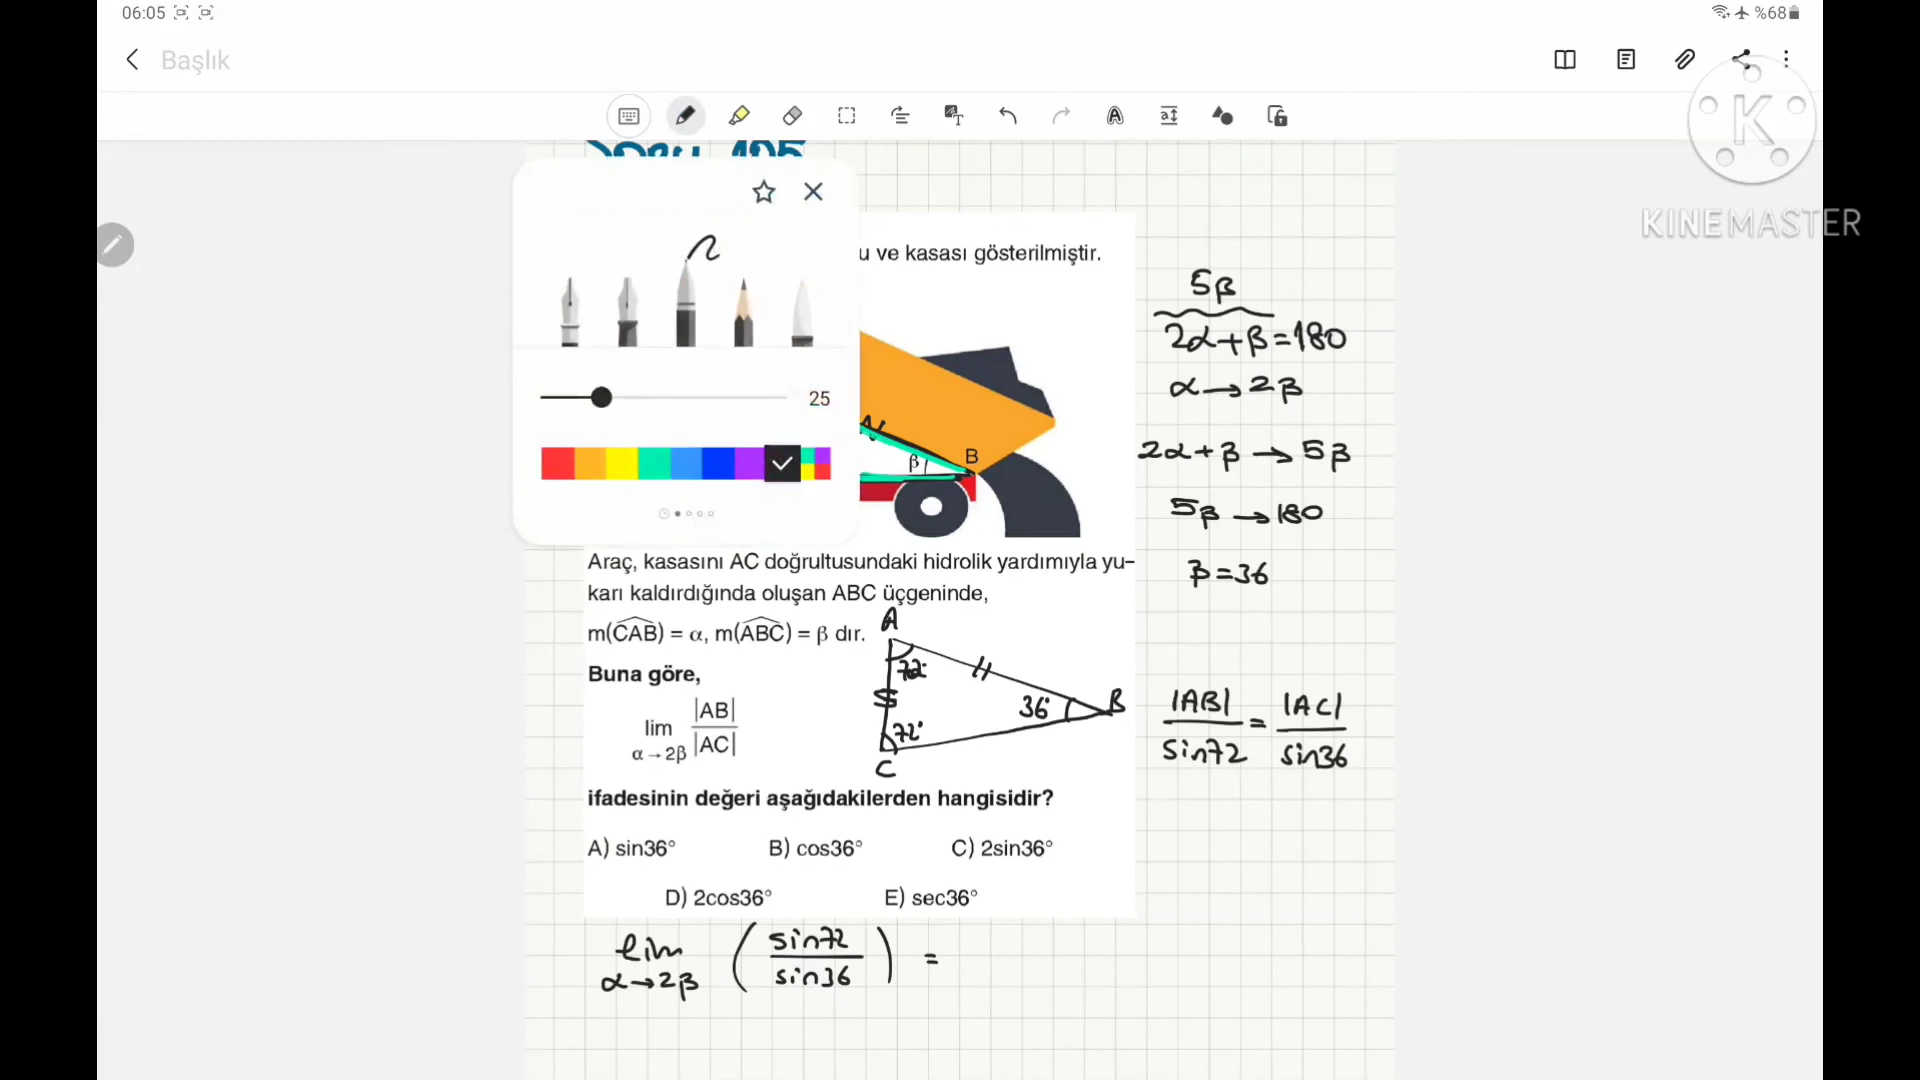 06:05
%68
Başlık
KINEMASTER
u ve kasası gösterilmiştir.
25
B
β
Araç, kasasını AC doğrultusundaki hidrolik yardımıyla yu-
karı kaldırdığında oluşan ABC üçgeninde,
m(CAB) = α, m(ABC) = β dır.
Buna göre,
lim |AB|
α→2β |AC|
ifadesinin değeri aşağıdakilerden hangisidir?
A) sin36° B) cos36° C) 2sin36°
D) 2cos36° E) sec36°
A
72°
36°
B
72°
C
5β
2α+β=180
α→2β
2α+β→5β
5β→180
β=36
|AB| = |AC|
sin72 sin36
lim ( sin72 ) =
α→2β sin36